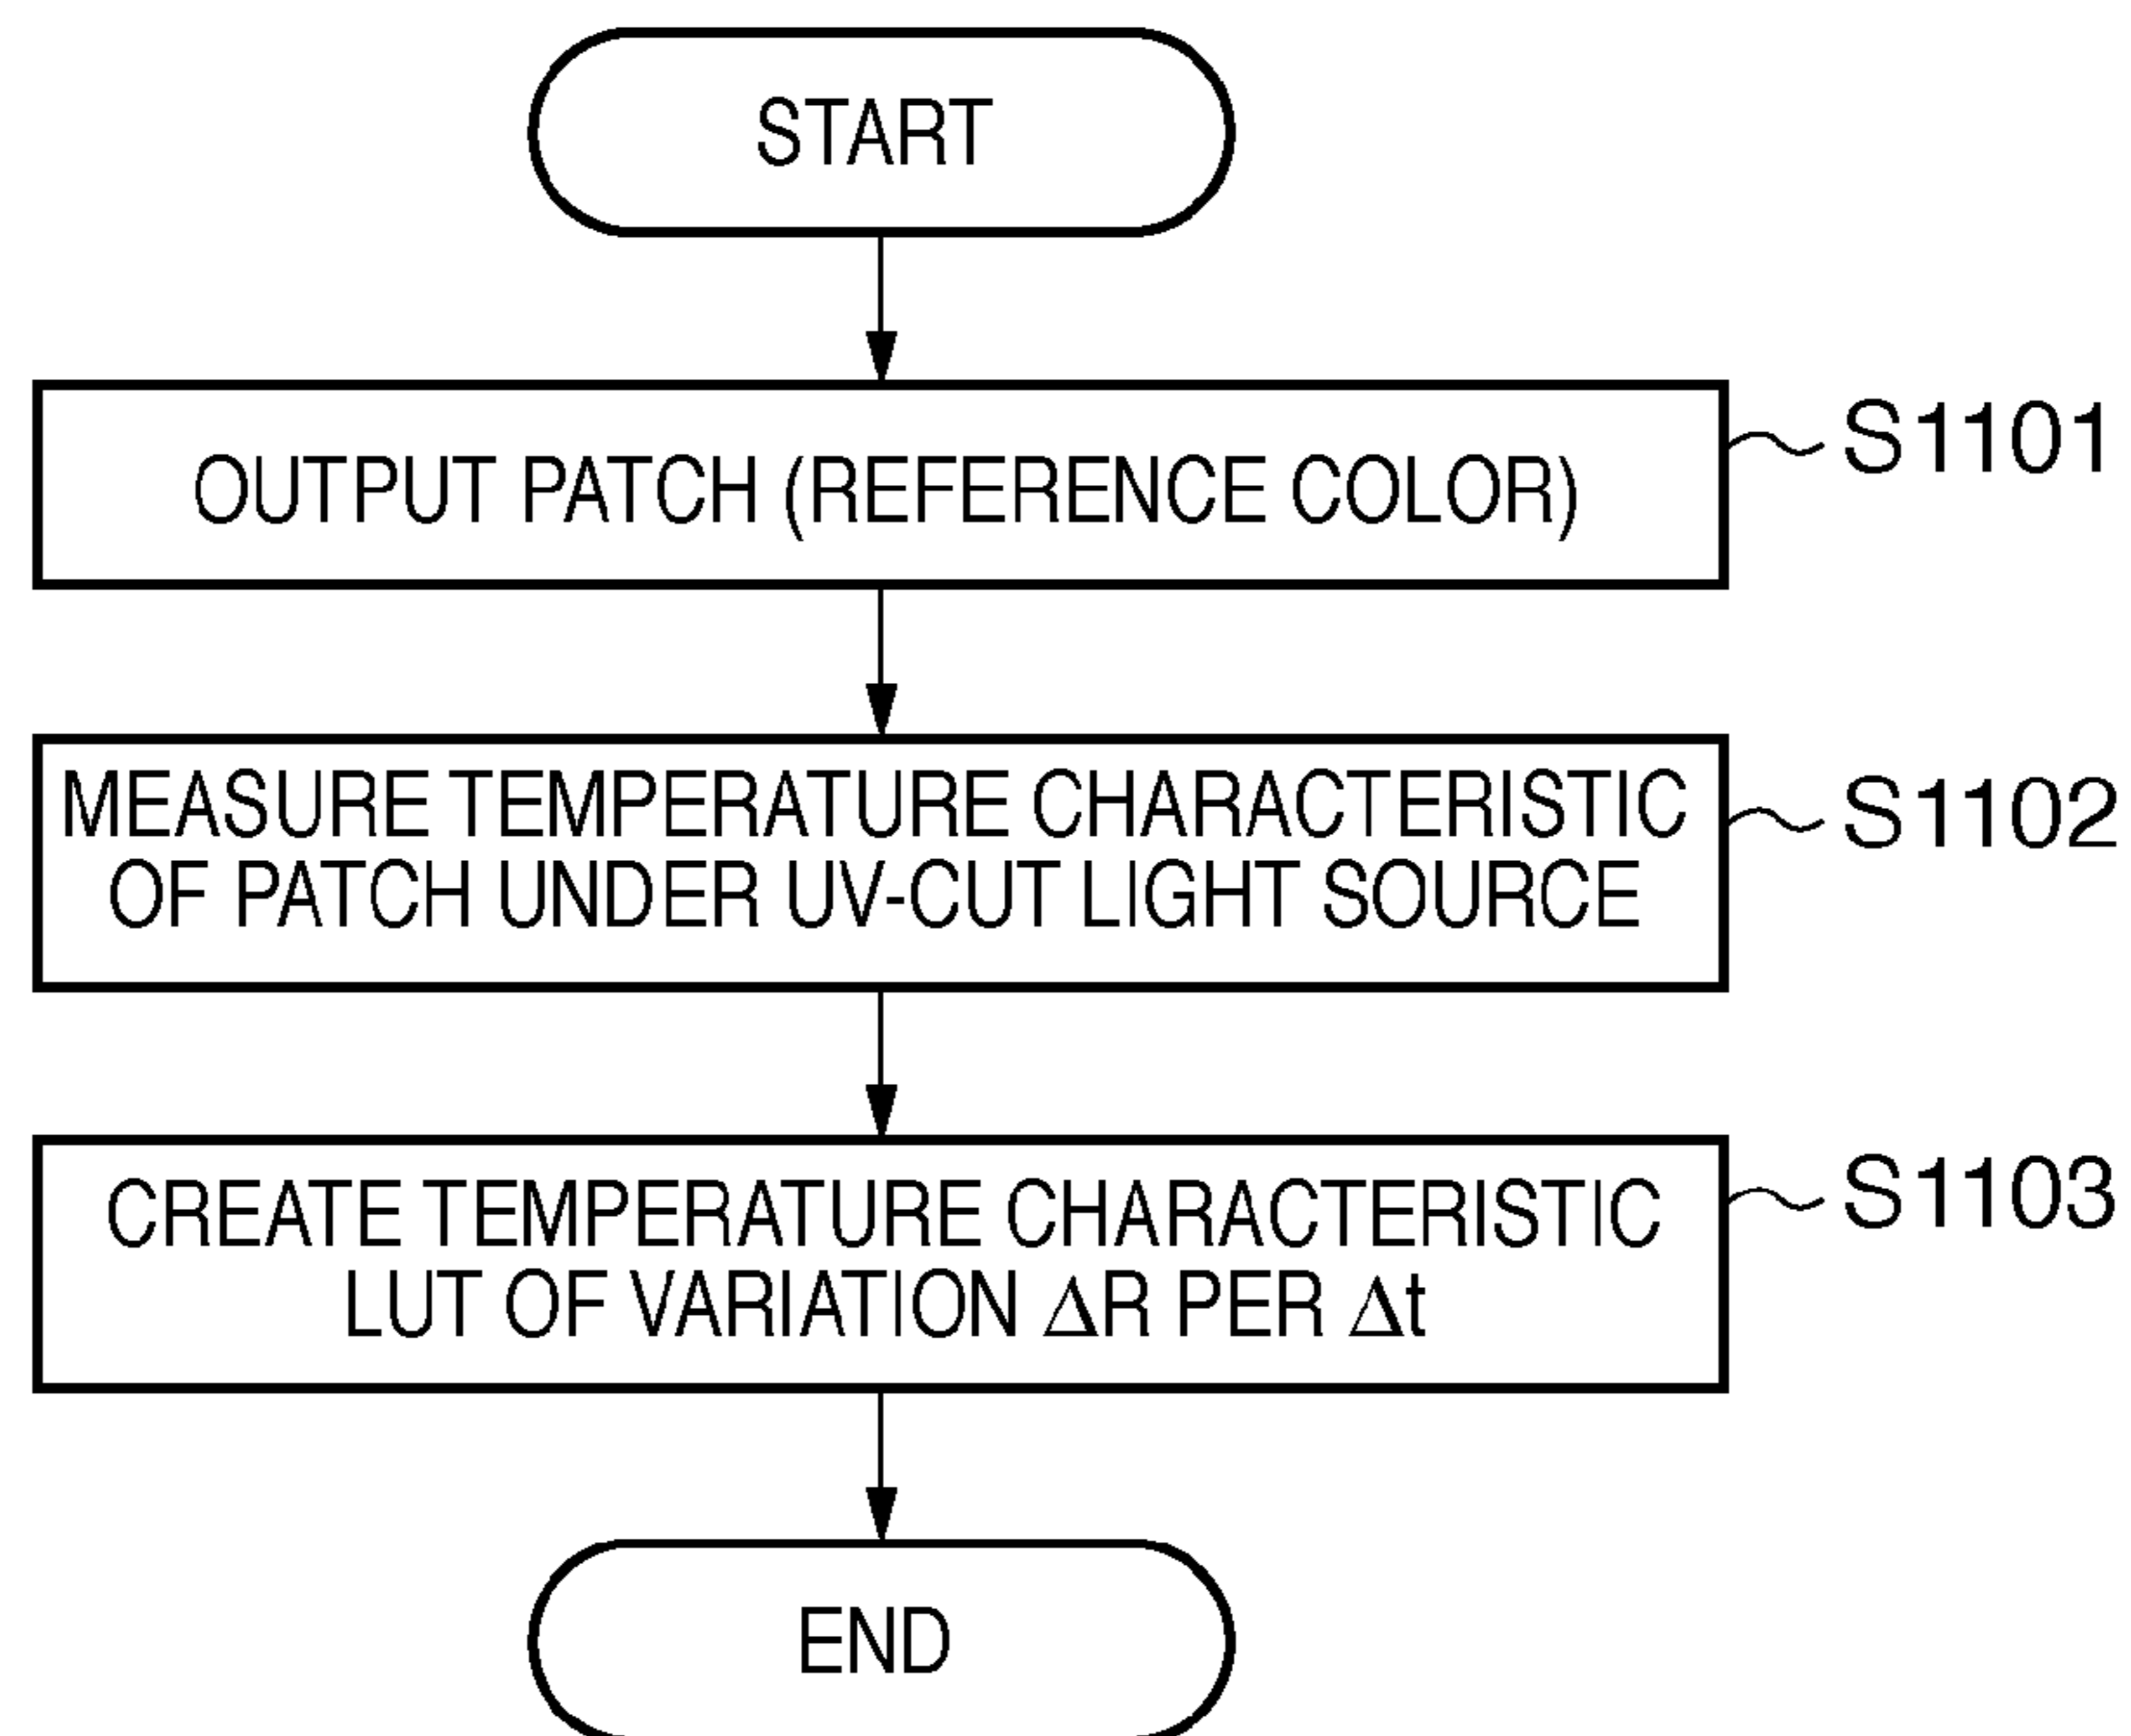 START
OUTPUT PATCH (REFERENCE COLOR)
S1101
MEASURE TEMPERATURE CHARACTERISTIC
OF PATCH UNDER UV-CUT LIGHT SOURCE
S1102
CREATE TEMPERATURE CHARACTERISTIC
LUT OF VARIATION ΔR PER Δt
S1103
END